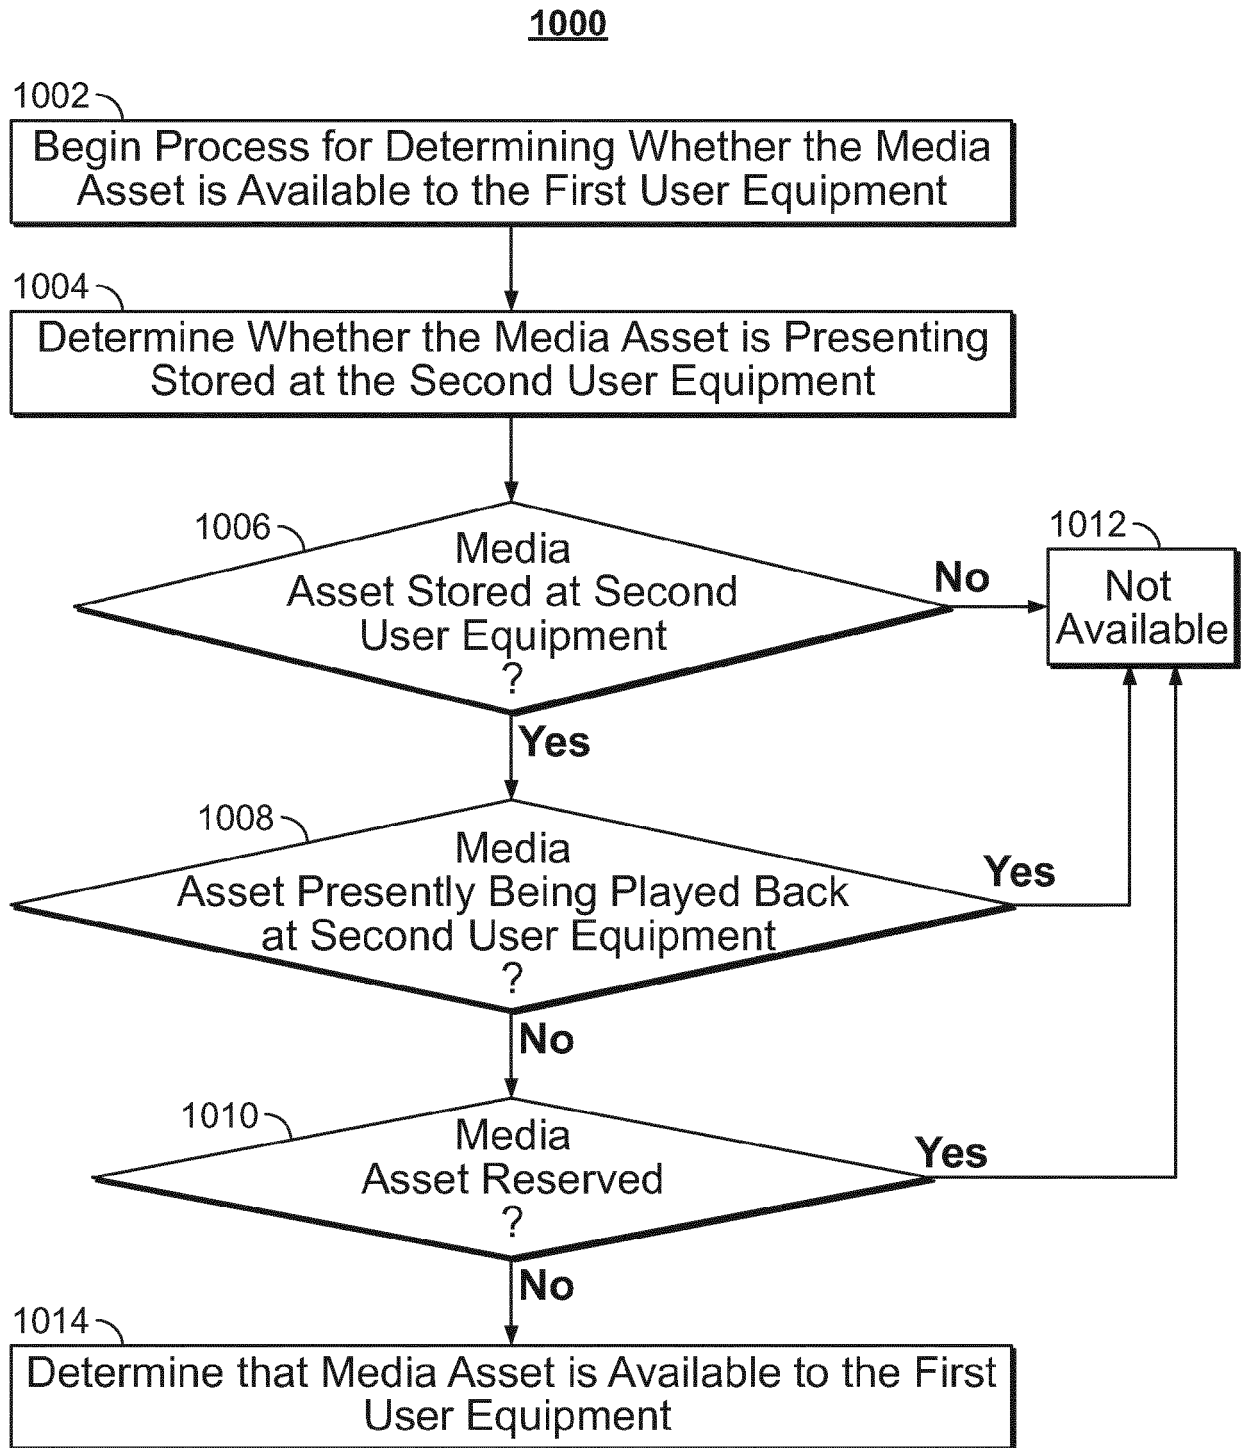 1000
1002
Begin Process for Determining Whether the Media
Asset is Available to the First User Equipment
1004
Determine Whether the Media Asset is Presenting
Stored at the Second User Equipment
1006
Media
Asset Stored at Second
User Equipment
?
No
1012
Not
Available
Yes
1008
Media
Asset Presently Being Played Back
at Second User Equipment
?
Yes
No
1010
Media
Asset Reserved
?
Yes
No
1014
Determine that Media Asset is Available to the First
User Equipment